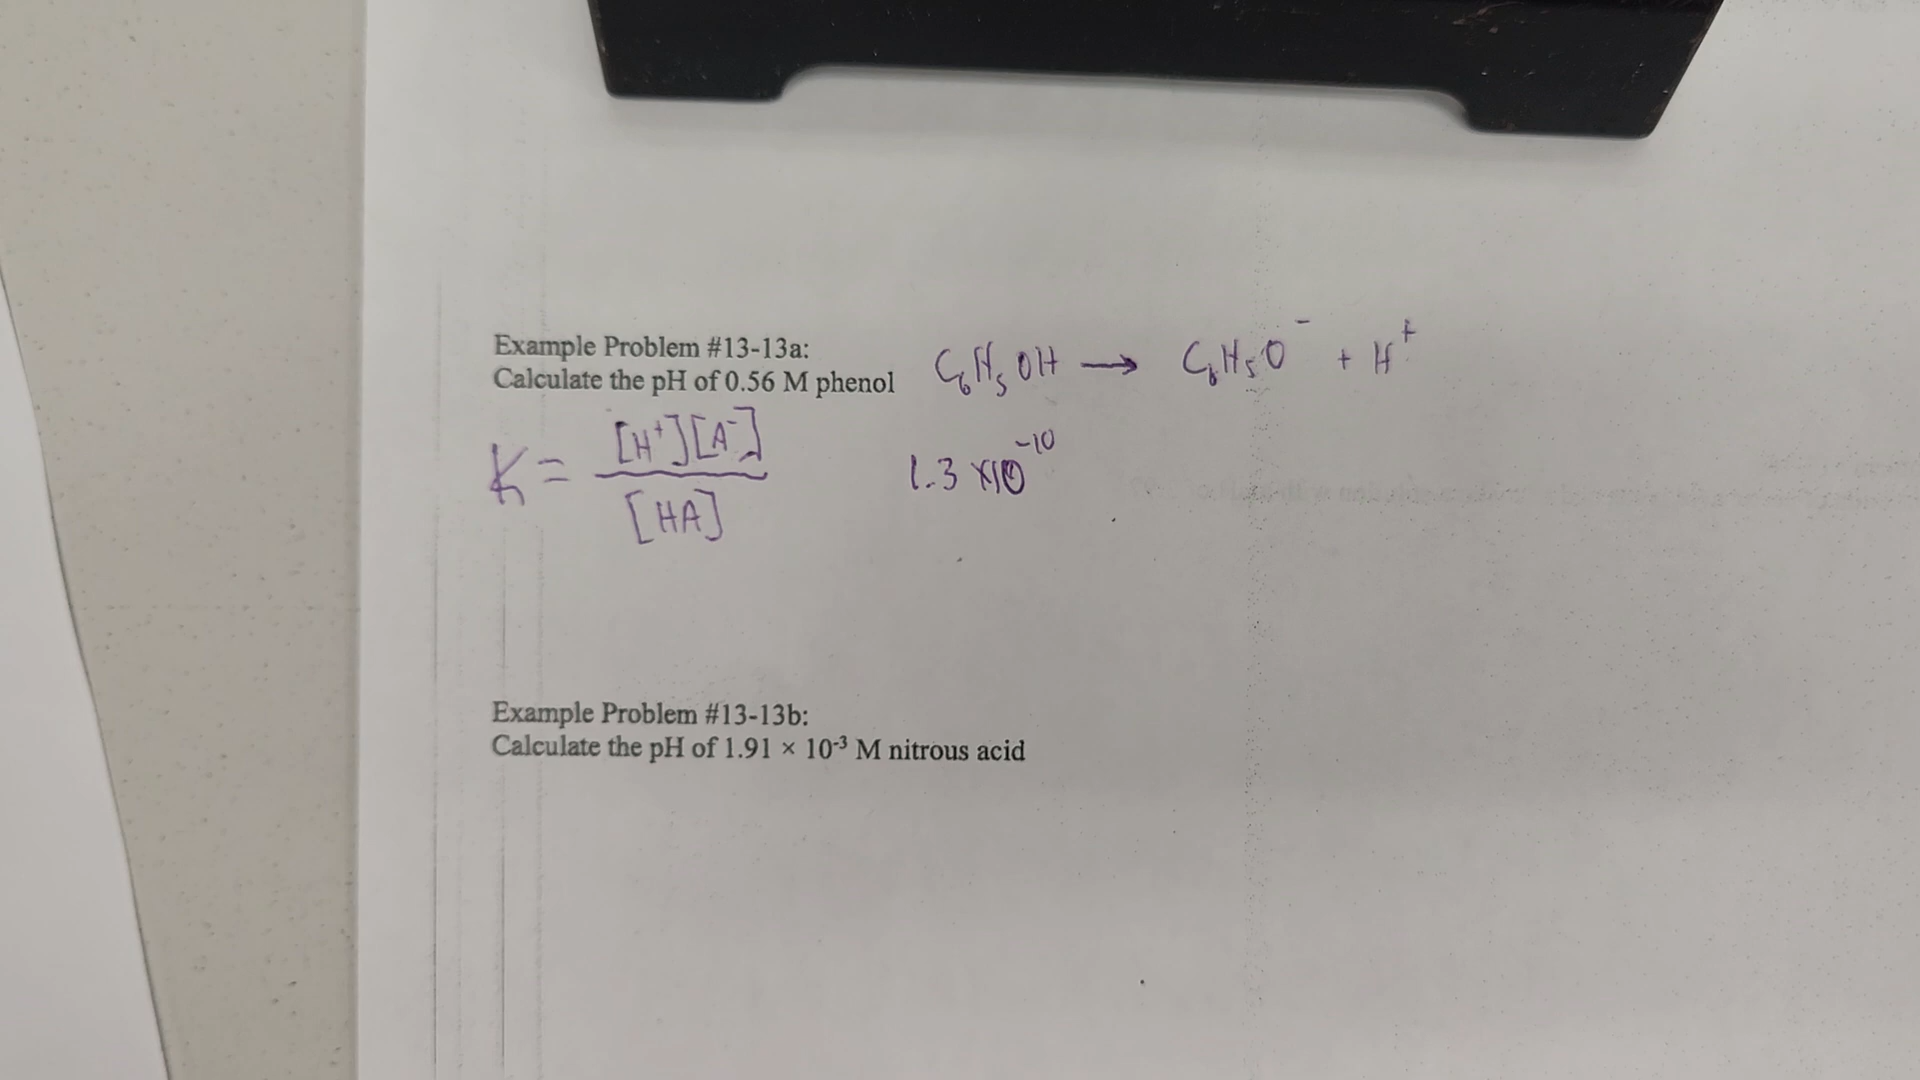 Example Problem #13-13a:
Calculate the pH of 0.56 M phenol C₆H₅OH → C₆H₅O⁻ + H⁺
K = [H⁺][A⁻] / [HA] 1.3 x10⁻¹⁰
Example Problem #13-13b:
Calculate the pH of 1.91 × 10⁻³ M nitrous acid